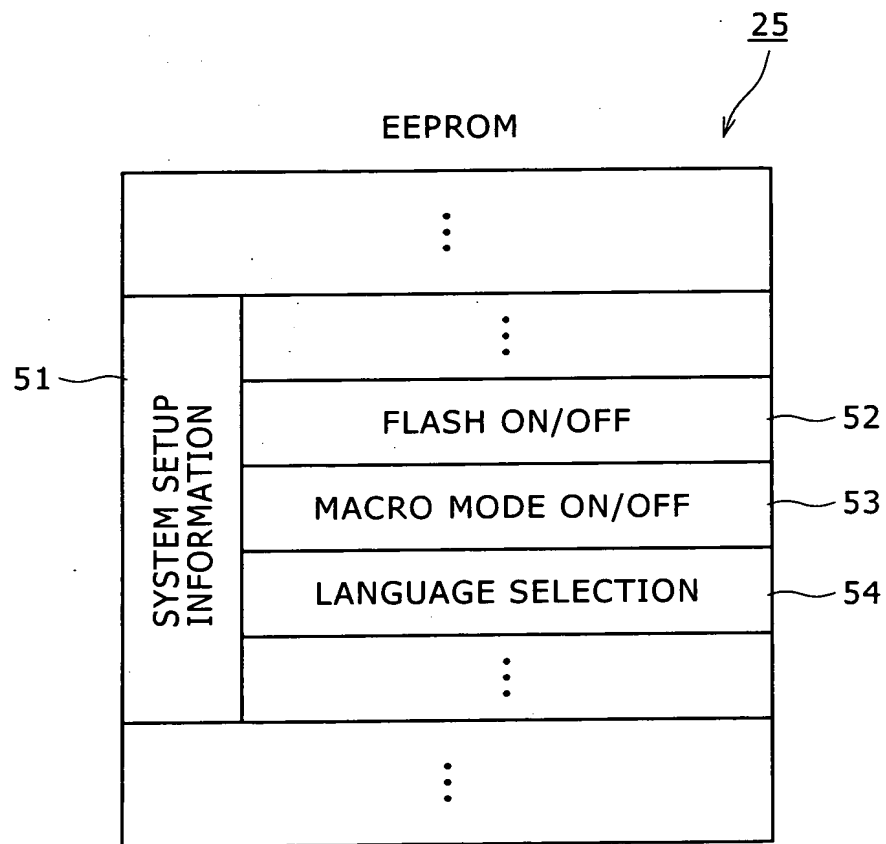 25
EEPROM
⋮
⋮
51
SYSTEM SETUP
INFORMATION
FLASH ON/OFF
52
MACRO MODE ON/OFF
53
LANGUAGE SELECTION
54
⋮
⋮